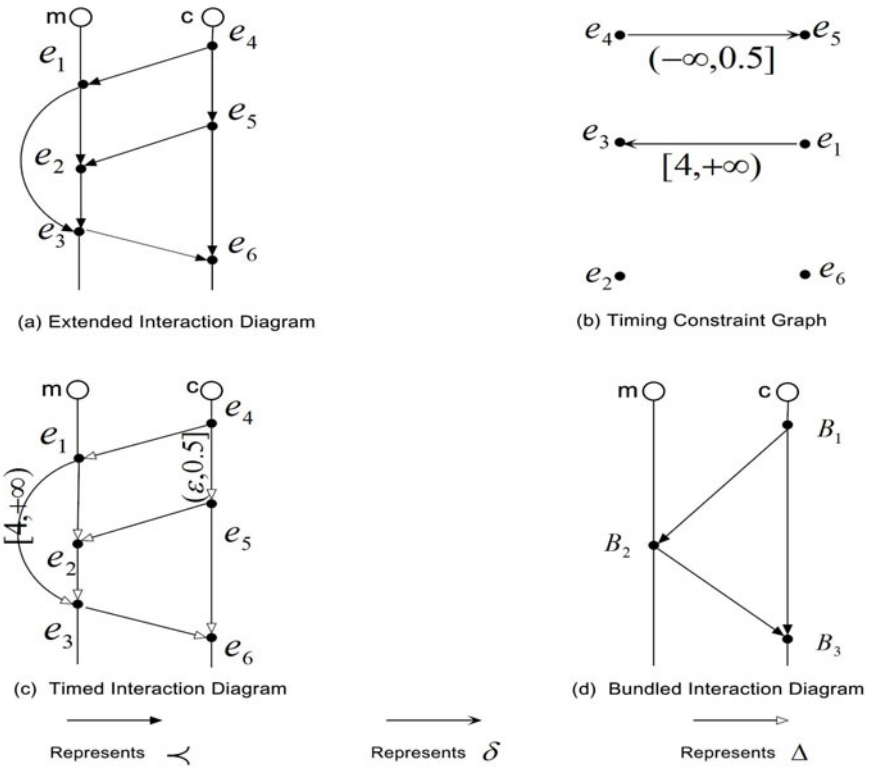 m c
e₄
e₁
e₅
e₂
e₃
e₆
(a) Extended Interaction Diagram
e₄ e₅
(−∞,0.5]
e₃ e₁
[4,+∞)
e₂ e₆
(b) Timing Constraint Graph
m c
e₄
e₁
(ε,0.5]
[4,+∞)
e₅
e₂
e₃
e₆
(c) Timed Interaction Diagram
m c
B₁
B₂
B₃
(d) Bundled Interaction Diagram
Represents ≺
Represents δ
Represents Δ